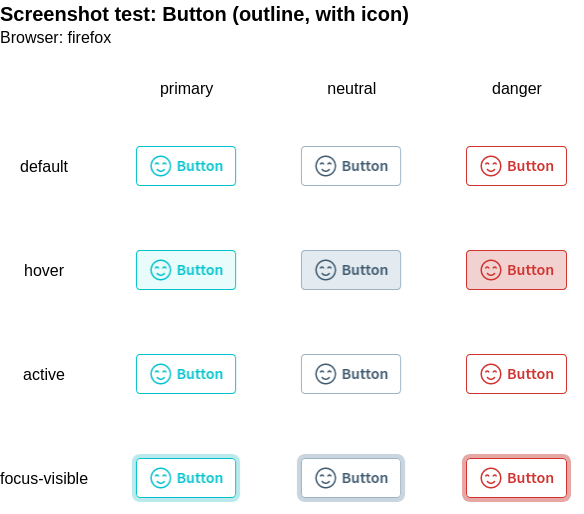 Screenshot test: Button (outline, with icon)
Browser: firefox
primary neutral danger
default Button Button Button
hover Button Button Button
active Button Button Button
focus-visible Button Button Button